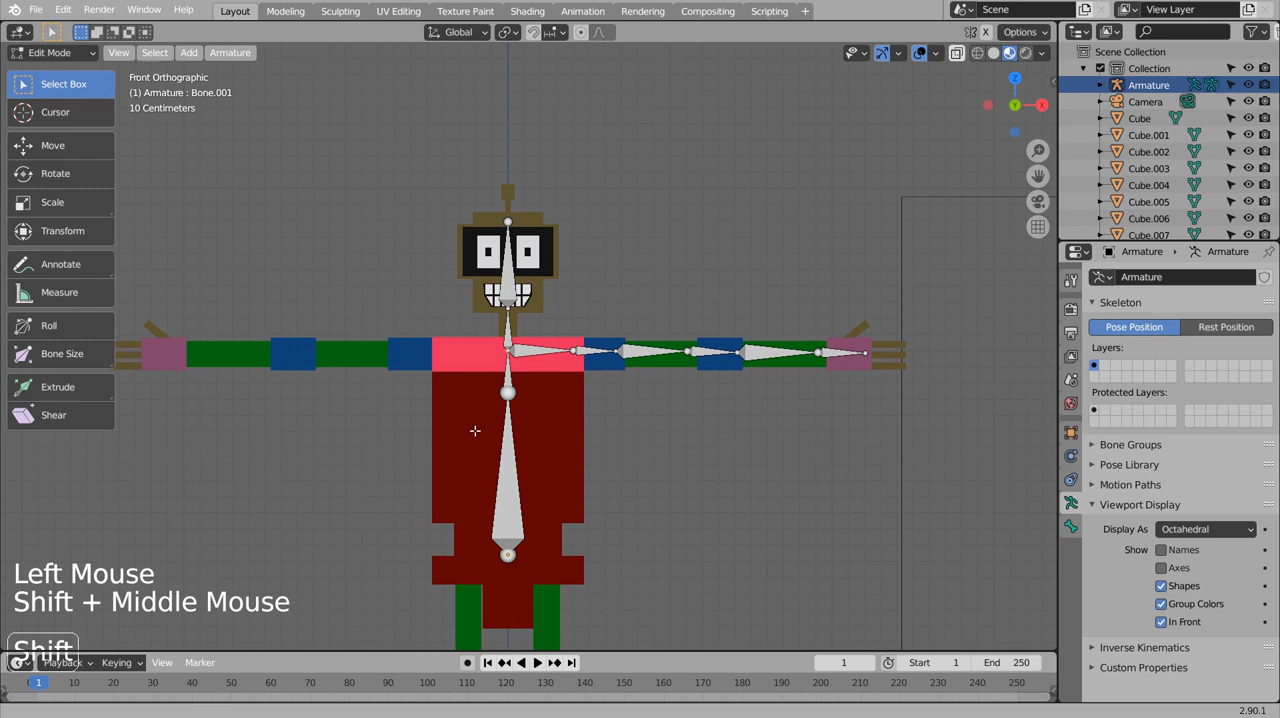 File Edit Render Window Help Layout Modeling Sculpting UV Editing Texture Paint Shading Animation Rendering Compositing Scripting + Scene View Layer
Global Options
Edit Mode View Select Add Armature
Select Box
Cursor
Move
Rotate
Scale
Transform
Annotate
Measure
Roll
Bone Size
Extrude
Shear
Front Orthographic
(1) Armature : Bone.001
10 Centimeters
Z
Y
X
X
Left Mouse
Shift + Middle Mouse
Shift
Scene Collection
Collection
Armature
Camera
Cube
Cube.001
Cube.002
Cube.003
Cube.004
Cube.005
Cube.006
Cube.007
Armature > Armature
Armature
Skeleton
Pose Position Rest Position
Layers:
Protected Layers:
Bone Groups
Pose Library
Motion Paths
Viewport Display
Display As Octahedral
Show Names
Axes
Shapes
Group Colors
In Front
Inverse Kinematics
Custom Properties
Playback Keying View Marker 1 Start 1 End 250
1 10 20 30 40 50 60 70 80 90 100 110 120 130 140 150 160 170 180 190 200 210 220 230 240 250
2.90.1